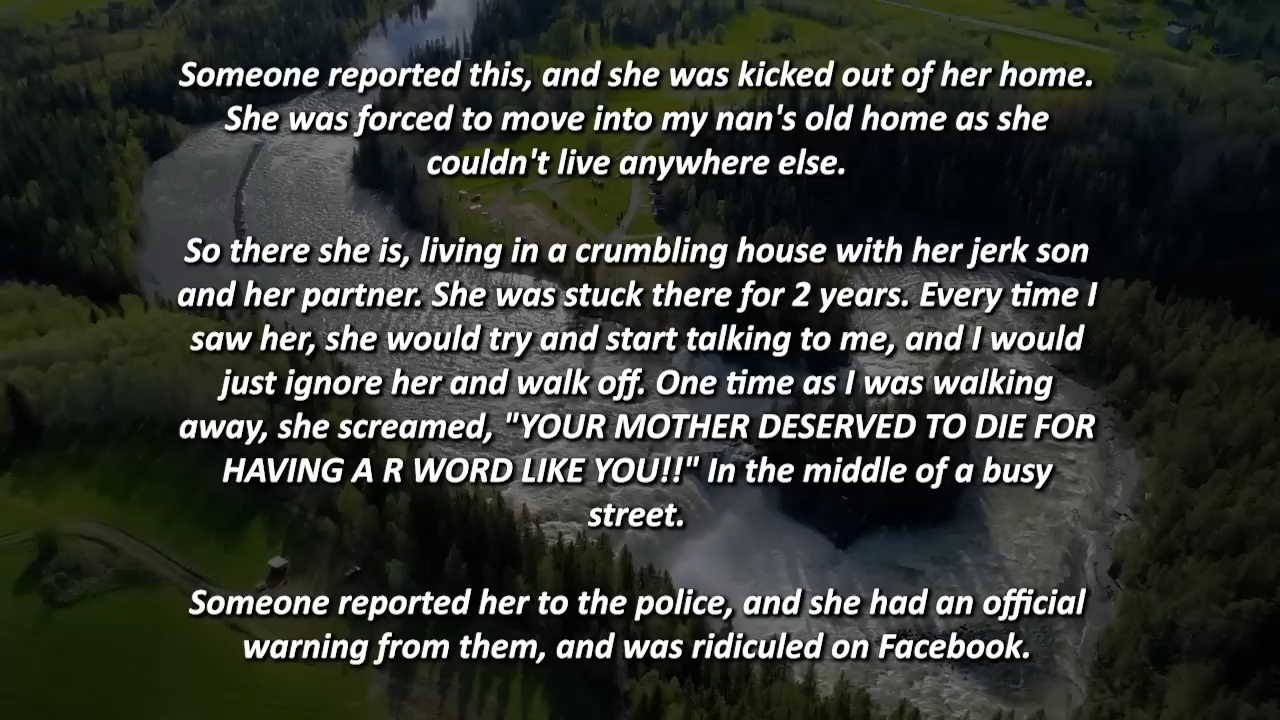 Someone reported this, and she was kicked out of her home.
She was forced to move into my nan's old home as she
couldn't live anywhere else.
So there she is, living in a crumbling house with her jerk son
and her partner. She was stuck there for 2 years. Every time I
saw her, she would try and start talking to me, and I would
just ignore her and walk off. One time as I was walking
away, she screamed, "YOUR MOTHER DESERVED TO DIE FOR
HAVING A R WORD LIKE YOU!!" In the middle of a busy
street.
Someone reported her to the police, and she had an official
warning from them, and was ridiculed on Facebook.